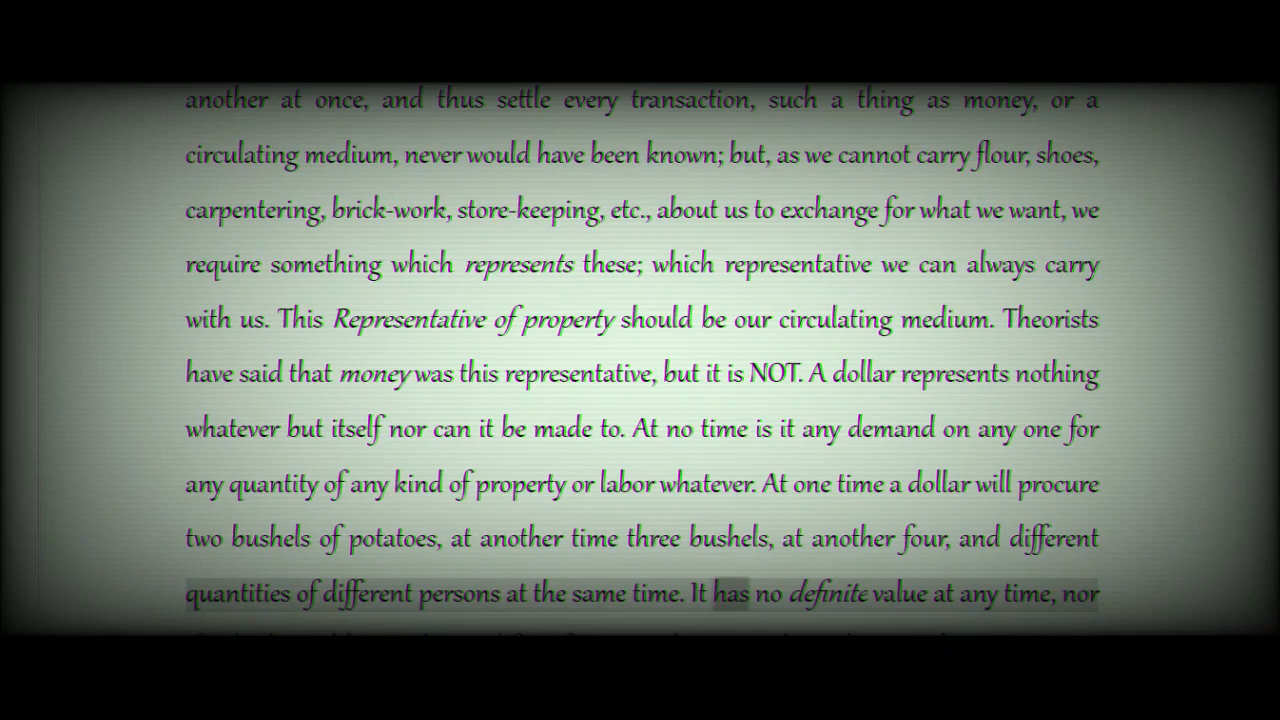 another at once, and thus settle every transaction, such a thing as money, or a
circulating medium, never would have been known; but, as we cannot carry flour, shoes,
carpentering, brick-work, store-keeping, etc., about us to exchange for what we want, we
require something which represents these; which representative we can always carry
with us. This Representative of property should be our circulating medium. Theorists
have said that money was this representative, but it is NOT. A dollar represents nothing
whatever but itself nor can it be made to. At no time is it any demand on any one for
any quantity of any kind of property or labor whatever. At one time a dollar will procure
two bushels of potatoes, at another time three bushels, at another four, and different
quantities of different persons at the same time. It has no definite value at any time, nor